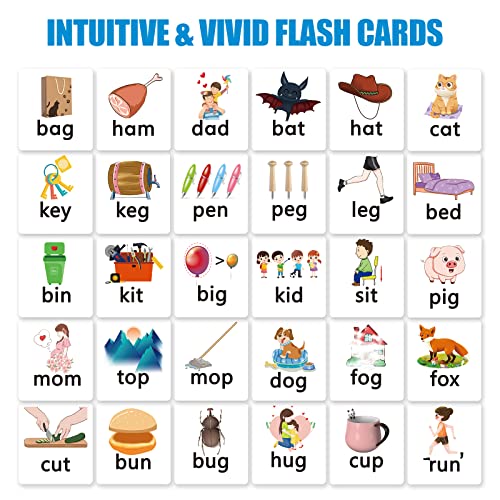 INTUITIVE & VIVID FLASH CARDS
bag ham dad bat hat cat
key keg pen peg leg bed
>
bin kit big kid sit pig
mom top mop dog fog fox
cut bun bug hug cup run